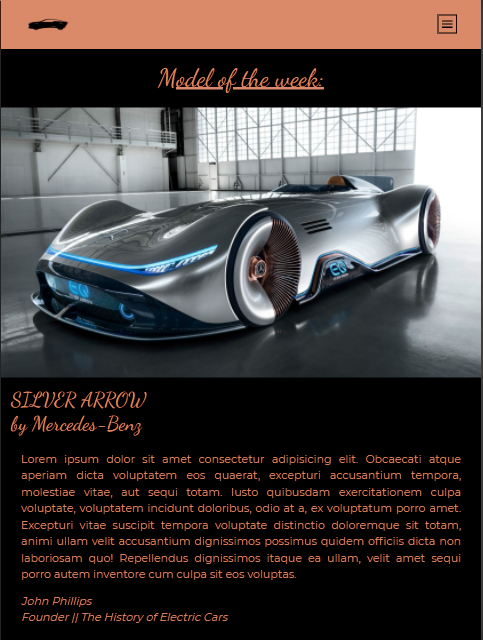 Model of the week:
EQ
EQ
SILVER ARROW
by Mercedes-Benz
Lorem ipsum dolor sit amet consectetur adipisicing elit. Obcaecati atque
aperiam dicta voluptatem eos quaerat, excepturi accusantium tempora,
molestiae vitae, aut sequi totam. Iusto quibusdam exercitationem culpa
voluptate, voluptatem incidunt doloribus, odio at a, ex voluptatum porro amet.
Excepturi vitae suscipit tempora voluptate distinctio doloremque sit totam,
animi ullam velit accusantium dignissimos possimus quidem officiis dicta non
laboriosam quo! Repellendus dignissimos itaque ea ullam, velit amet sequi
porro autem inventore cum culpa sit eos voluptas.
John Phillips
Founder || The History of Electric Cars